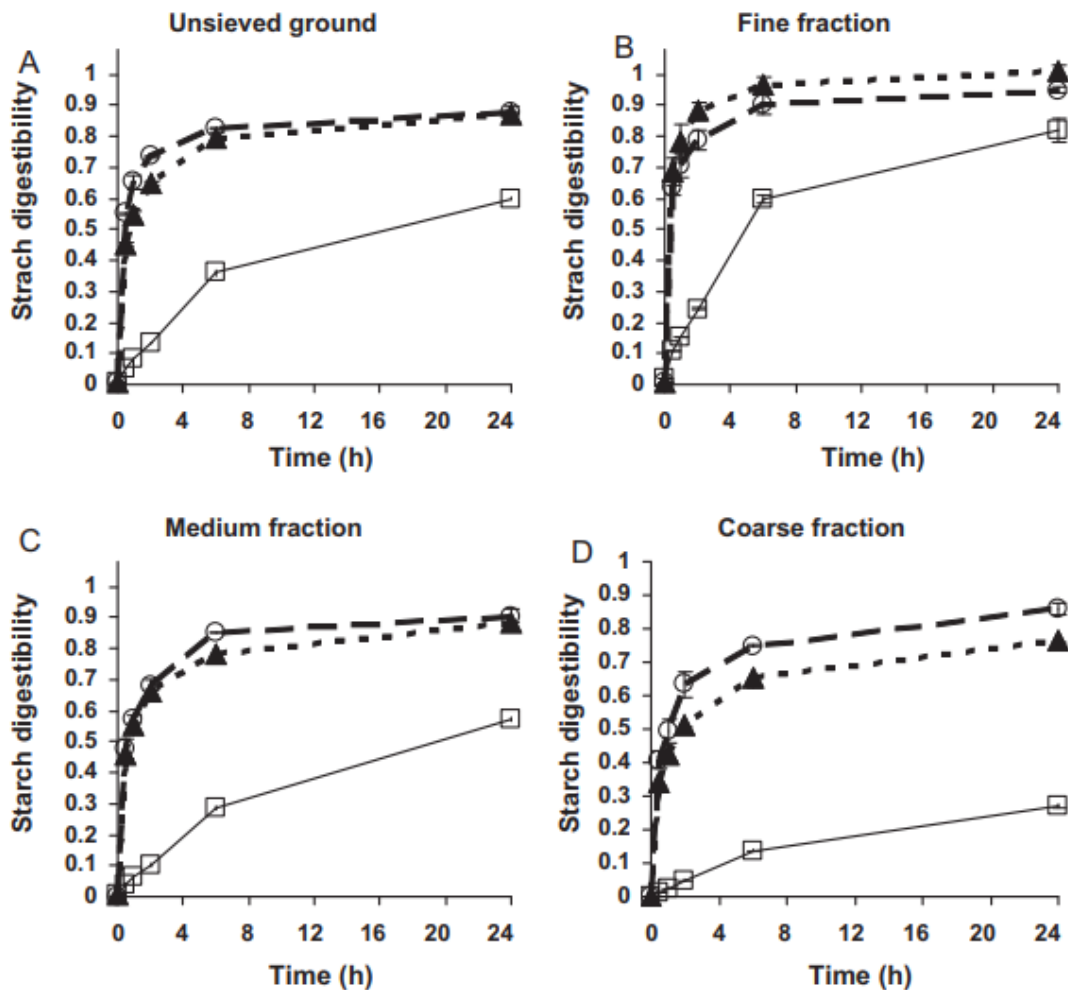 Unsieved ground
A
Strach digestibility
1
0.9
0.8
0.7
0.6
0.5
0.4
0.3
0.2
0.1
0
0 4 8 12 16 20 24
Time (h)
Fine fraction
B
Strach digestibility
1
0.9
0.8
0.7
0.6
0.5
0.4
0.3
0.2
0.1
0
0 4 8 12 16 20 24
Time (h)
Medium fraction
C
Starch digestibility
1
0.9
0.8
0.7
0.6
0.5
0.4
0.3
0.2
0.1
0
0 4 8 12 16 20 24
Time (h)
Coarse fraction
D
Starch digestibility
1
0.9
0.8
0.7
0.6
0.5
0.4
0.3
0.2
0.1
0
0 4 8 12 16 20 24
Time (h)